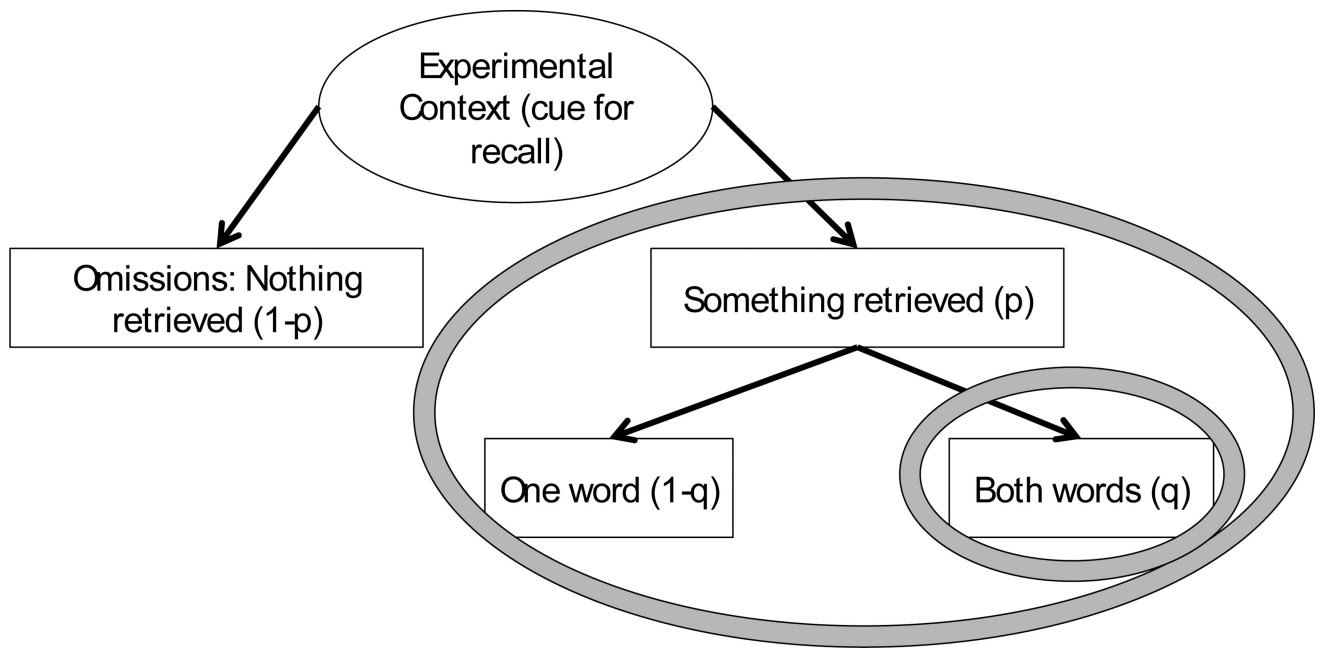 Experimental
Context (cue for
recall)
Omissions: Nothing
retrieved (1-p)
Something retrieved (p)
One word (1-q)
Both words (q)